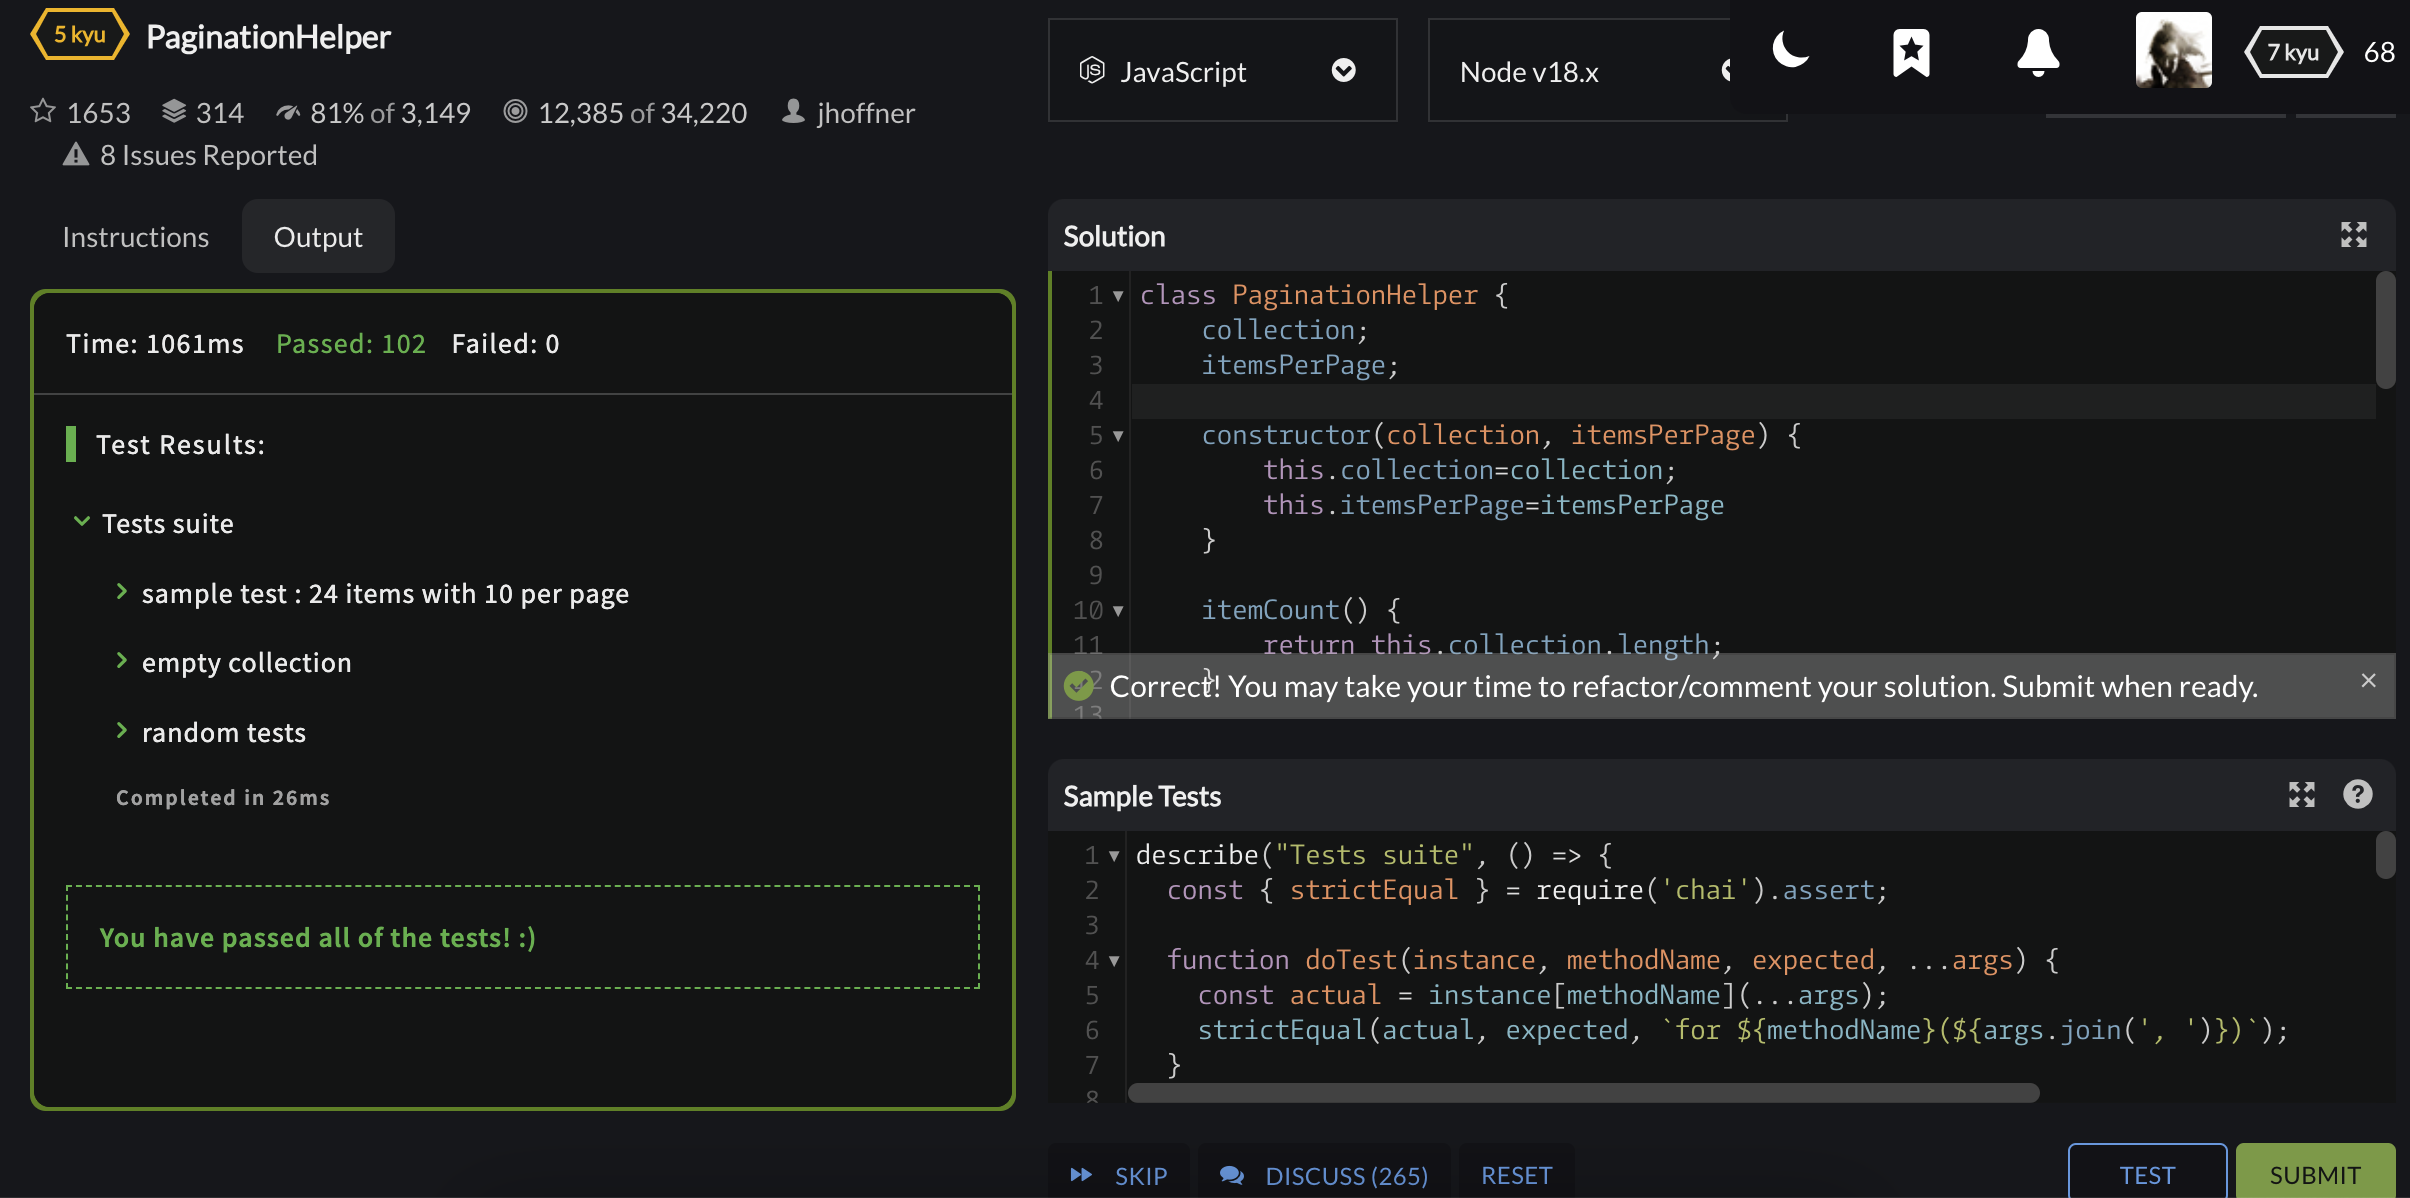 5 kyu PaginationHelper
1653 314 81% of 3,149 12,385 of 34,220 jhoffner
8 Issues Reported
JavaScript
Node v18.x
7 kyu 68
Instructions Output
Time: 1061ms Passed: 102 Failed: 0
Test Results:
Tests suite
sample test : 24 items with 10 per page
empty collection
random tests
Completed in 26ms
You have passed all of the tests! :)
Solution
1 class PaginationHelper {
2 collection;
3 itemsPerPage;
4
5 constructor(collection, itemsPerPage) {
6 this.collection=collection;
7 this.itemsPerPage=itemsPerPage
8 }
9
10 itemCount() {
11 return this.collection.length;
12 }
Correct! You may take your time to refactor/comment your solution. Submit when ready. ×
13
Sample Tests
1 describe("Tests suite", () => {
2 const { strictEqual } = require('chai').assert;
3
4 function doTest(instance, methodName, expected, ...args) {
5 const actual = instance[methodName](...args);
6 strictEqual(actual, expected, `for ${methodName}(${args.join(', ')})`);
7 }
8
SKIP DISCUSS (265) RESET TEST SUBMIT